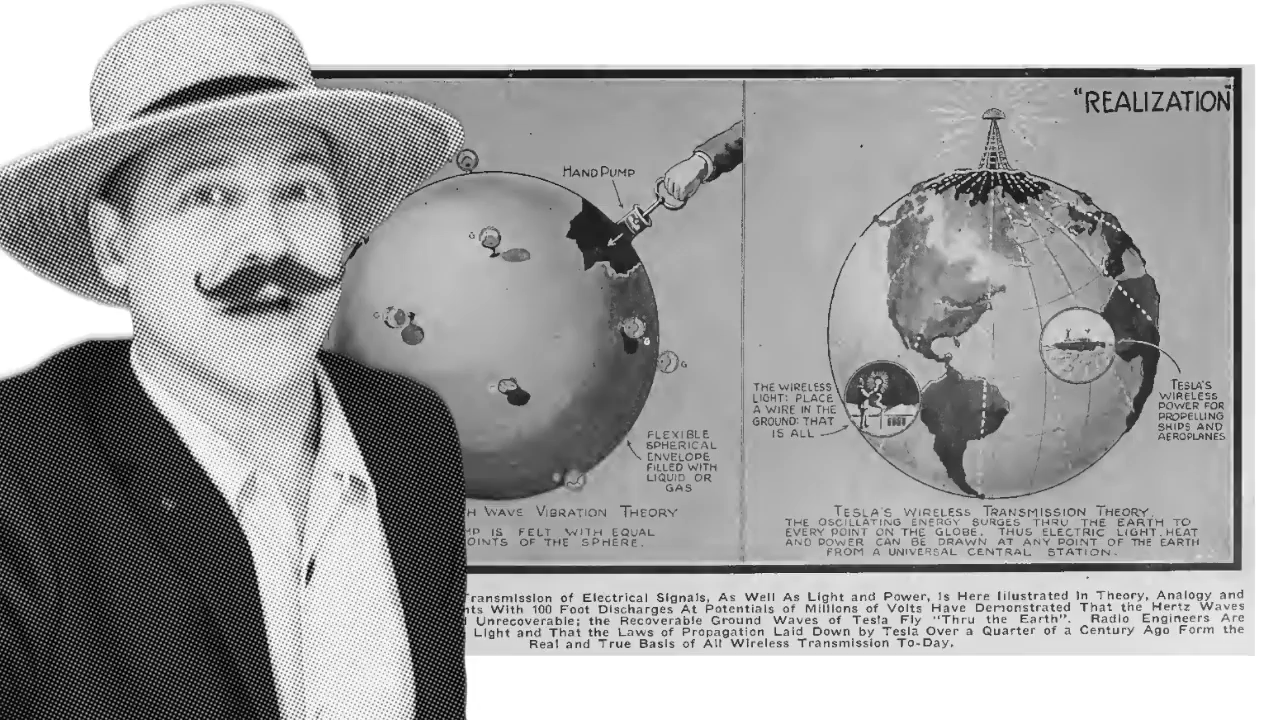 HAND PUMP
FLEXIBLE
SPHERICAL
ENVELOPE
FILLED WITH
LIQUID OR
GAS
H WAVE VIBRATION THEORY
MP IS FELT WITH EQUAL
OINTS OF THE SPHERE.
"REALIZATION"
THE WIRELESS
LIGHT: PLACE
A WIRE IN THE
GROUND: THAT
IS ALL
TESLA'S
WIRELESS
POWER FOR
PROPELLING
SHIPS AND
AEROPLANES
TESLA'S WIRELESS TRANSMISSION THEORY.
THE OSCILLATING ENERGY SURGES THRU THE EARTH TO
EVERY POINT ON THE GLOBE. THUS ELECTRIC LIGHT, HEAT
AND POWER CAN BE DRAWN AT ANY POINT OF THE EARTH
FROM A UNIVERSAL CENTRAL STATION.
Transmission of Electrical Signals, As Well As Light and Power, Is Here Illustrated In Theory, Analogy and
nts With 100 Foot Discharges At Potentials of Millions of Volts Have Demonstrated That the Hertz Waves
Unrecoverable; the Recoverable Ground Waves of Tesla Fly "Thru the Earth". Radio Engineers Are
Light and That the Laws of Propagation Laid Down by Tesla Over a Quarter of a Century Ago Form the
Real and True Basis of All Wireless Transmission To-Day.